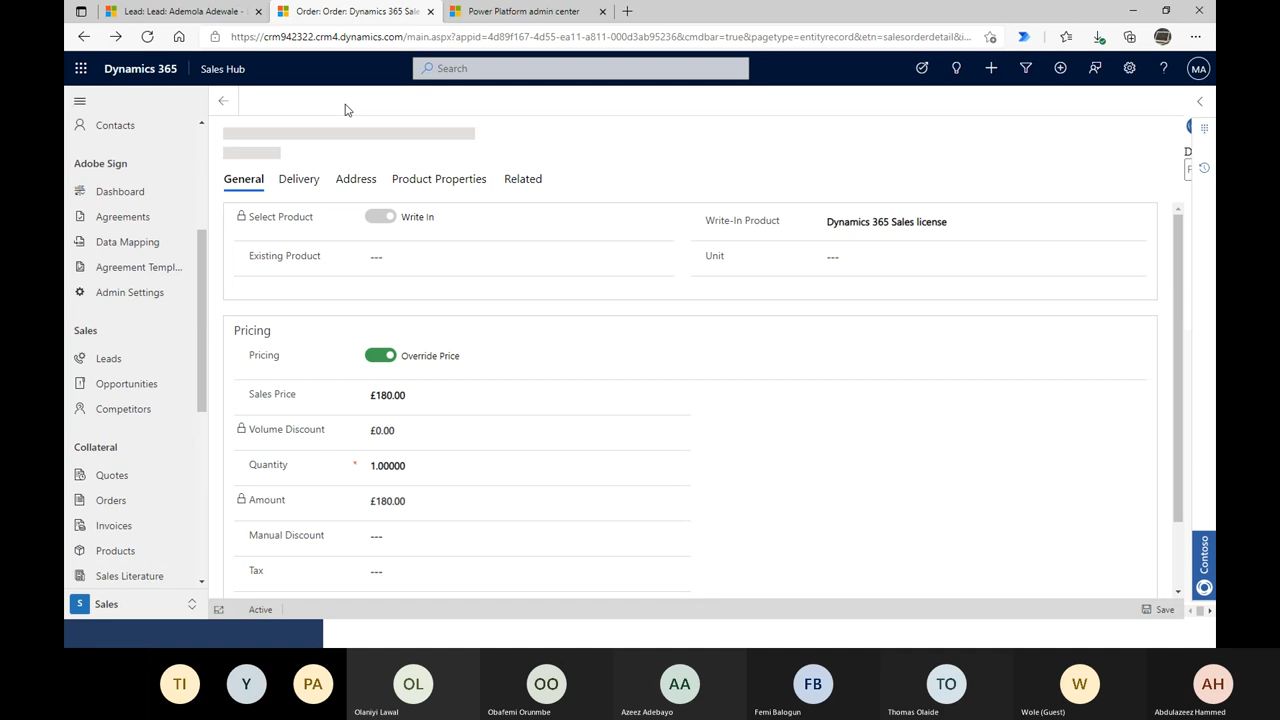 Lead: Lead: Ademola Adewale -
Order: Order: Dynamics 365 Sale
Power Platform admin center
https://crm942322.crm4.dynamics.com/main.aspx?appid=4d89f167-4d55-ea11-a811-000d3ab95236&cmdbar=true&pagetype=entityrecord&etn=salesorderdetail&i...
Dynamics 365
Sales Hub
Search
MA
Contacts
Adobe Sign
Dashboard
Agreements
Data Mapping
Agreement Templ...
Admin Settings
Sales
Leads
Opportunities
Competitors
Collateral
Quotes
Orders
Invoices
Products
Sales Literature
S Sales
General Delivery Address Product Properties Related
Select Product Write In
Write-In Product Dynamics 365 Sales license
Existing Product ---
Unit ---
Pricing
Pricing Override Price
Sales Price £180.00
Volume Discount £0.00
Quantity * 1.00000
Amount £180.00
Manual Discount ---
Tax ---
D
Contoso
Active
Save
TI
Y
PA
OL
OO
AA
FB
TO
W
AH
Olaniyi Lawal
Obafemi Orunmbe
Azeez Adebayo
Femi Balogun
Thomas Olaide
Wole (Guest)
Abdulazeez Hammed